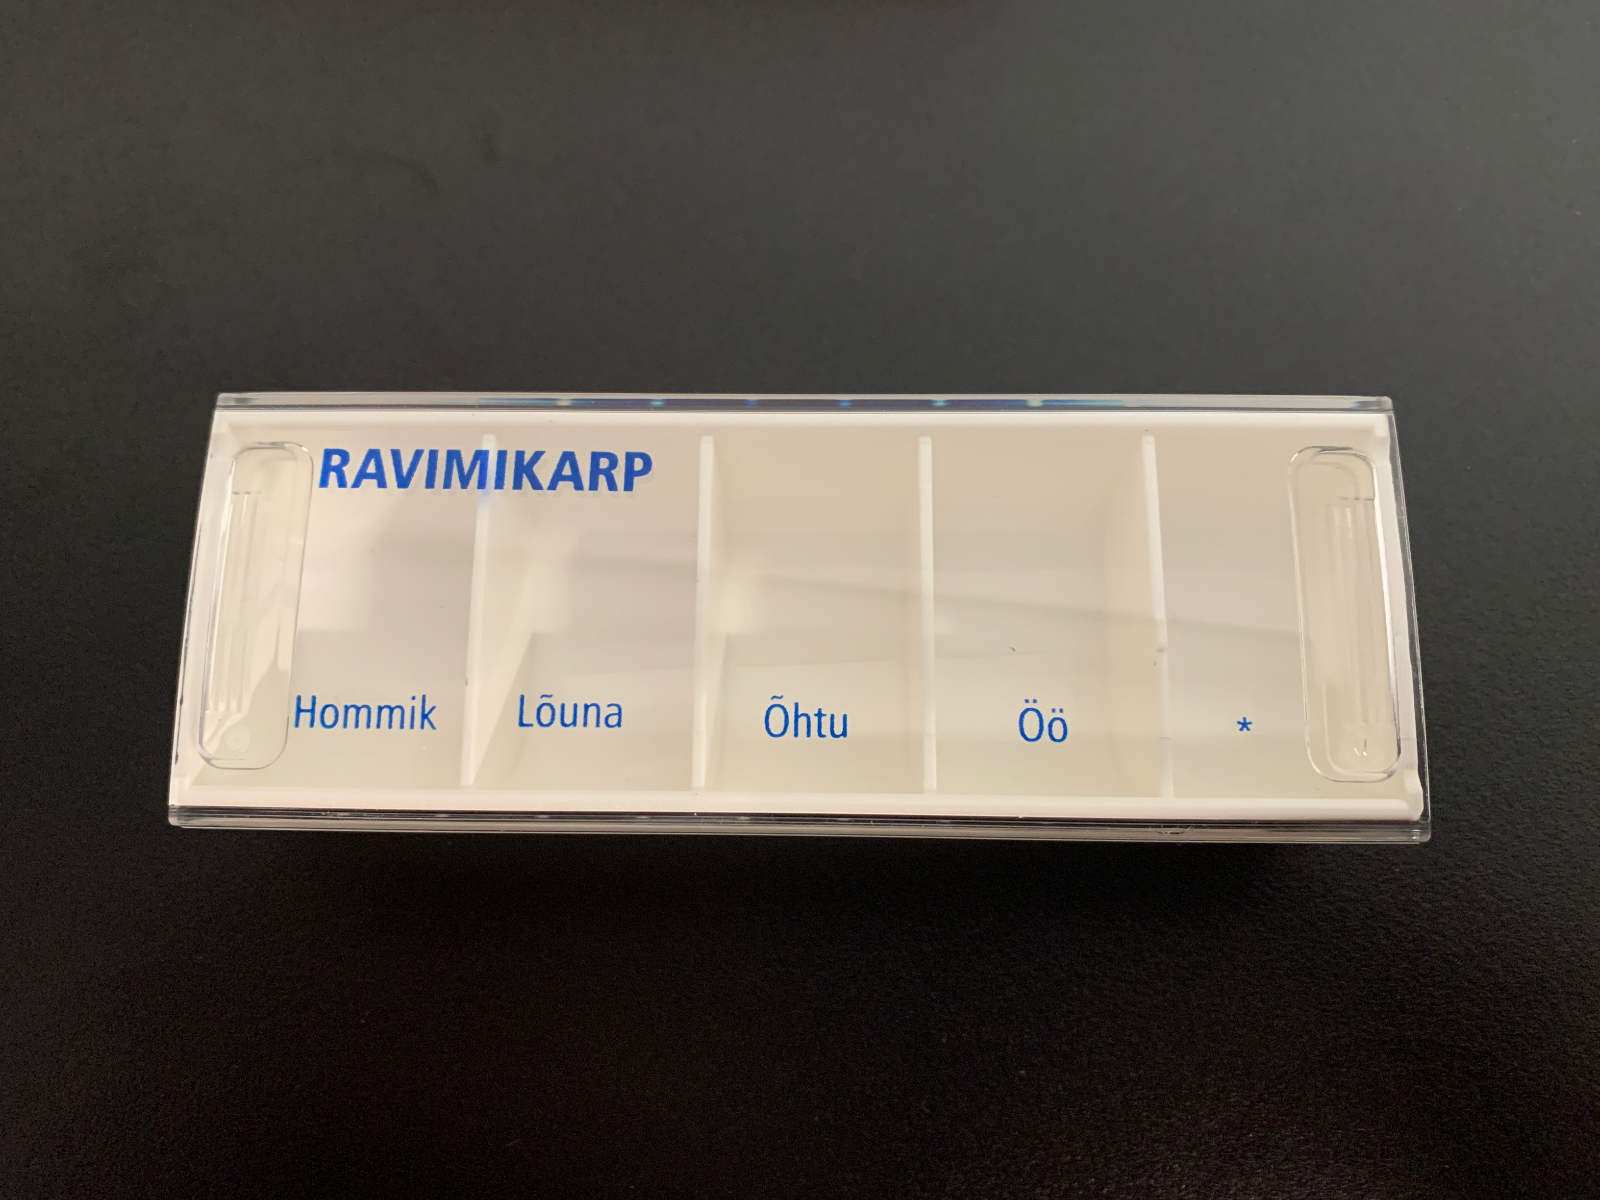 RAVIMIKARP
Hommik Lõuna Õhtu Öö *